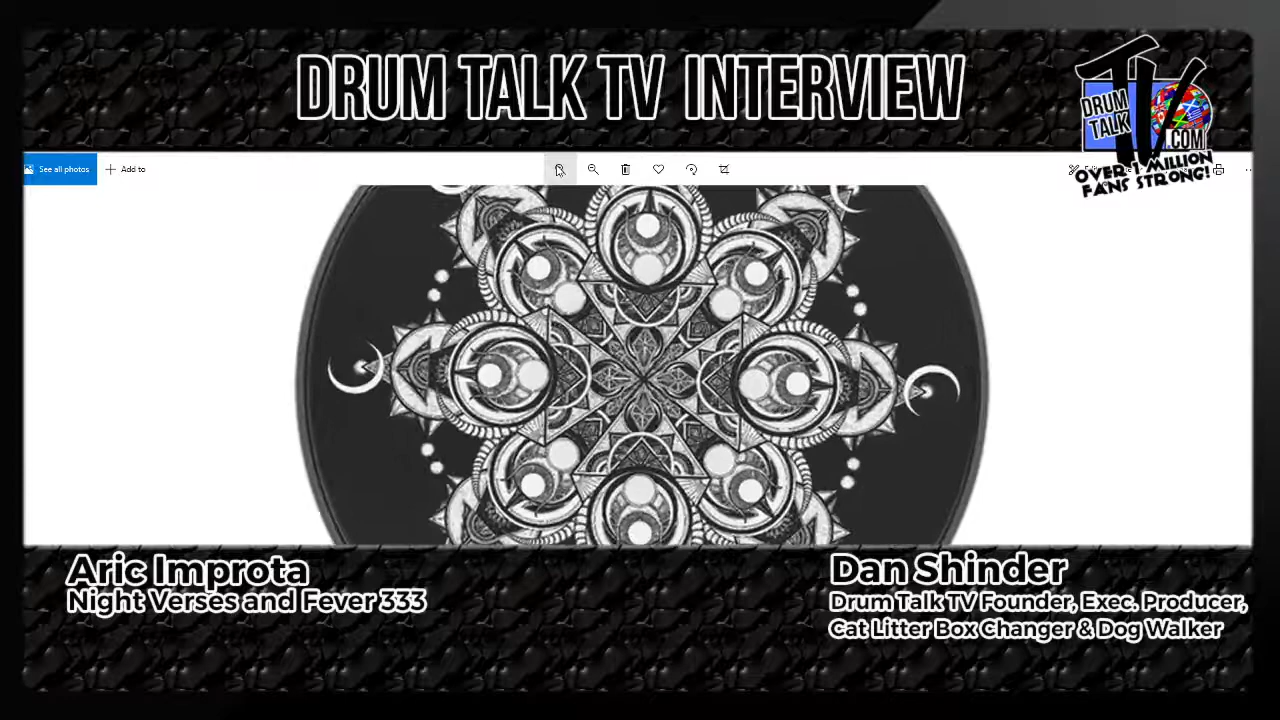 DRUM TALK TV INTERVIEW
DRUM
TALK
TV
.COM
OVER 1 MILLION
FANS STRONG!
See all photos
Add to
Aric Improta
Night Verses and Fever 333
Dan Shinder
Drum Talk TV Founder, Exec. Producer,
Cat Litter Box Changer & Dog Walker